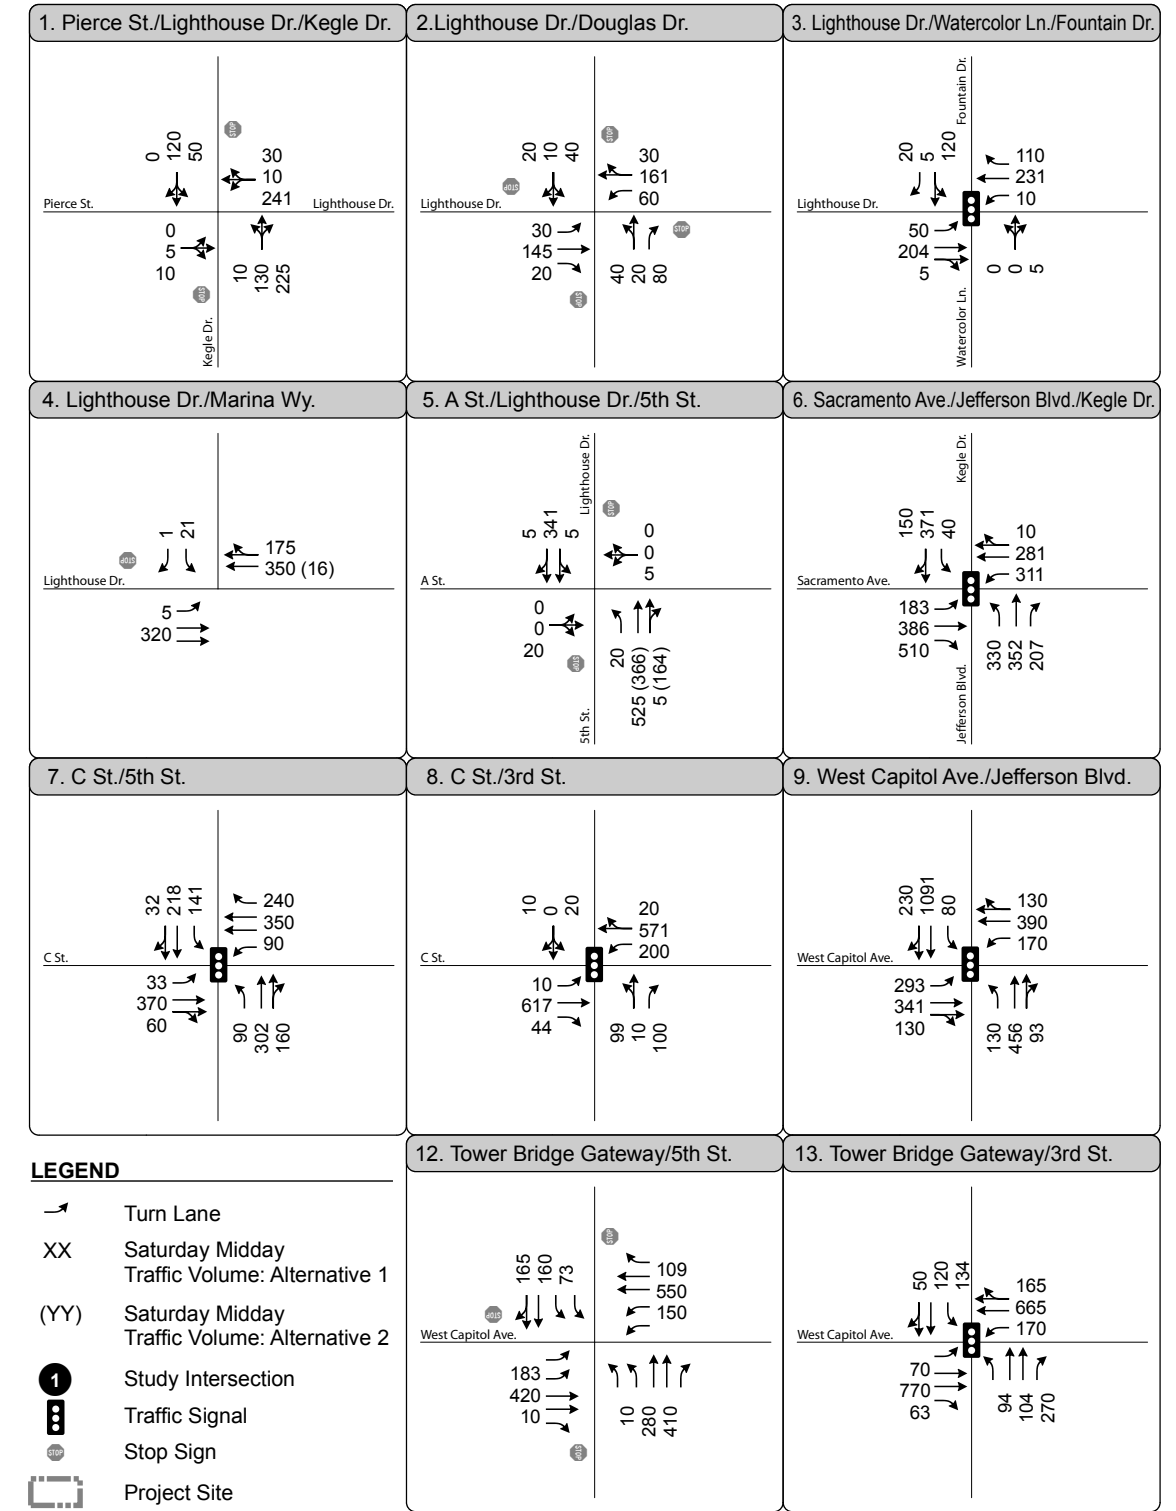 1. Pierce St./Lighthouse Dr./Kegle Dr.
STOP
0
120
50
30
10
241
Pierce St.
Lighthouse Dr.
0
5
10
10
130
225
STOP
Kegle Dr.
2.Lighthouse Dr./Douglas Dr.
STOP
20
10
40
30
161
60
STOP
Lighthouse Dr.
STOP
30
145
20
40
20
80
STOP
3. Lighthouse Dr./Watercolor Ln./Fountain Dr.
Fountain Dr.
20
5
120
110
231
10
Lighthouse Dr.
50
204
5
0
0
5
Watercolor Ln.
4. Lighthouse Dr./Marina Wy.
1
21
STOP
175
350 (16)
Lighthouse Dr.
5
320
5. A St./Lighthouse Dr./5th St.
Lighthouse Dr.
STOP
5
341
5
0
0
5
A St.
0
0
20
STOP
20
525 (366)
5 (164)
5th St.
6. Sacramento Ave./Jefferson Blvd./Kegle Dr.
Kegle Dr.
150
371
40
10
281
311
Sacramento Ave.
183
386
510
330
352
207
Jefferson Blvd.
7. C St./5th St.
32
218
141
240
350
90
C St.
33
370
60
90
302
160
8. C St./3rd St.
10
0
20
20
571
200
C St.
10
617
44
99
10
100
9. West Capitol Ave./Jefferson Blvd.
230
1091
80
130
390
170
West Capitol Ave.
293
341
130
130
456
93
LEGEND
Turn Lane
XX Saturday Midday
Traffic Volume: Alternative 1
(YY) Saturday Midday
Traffic Volume: Alternative 2
1 Study Intersection
Traffic Signal
STOP Stop Sign
Project Site
12. Tower Bridge Gateway/5th St.
STOP
165
160
73
109
550
150
STOP
West Capitol Ave.
183
420
10
10
280
410
STOP
13. Tower Bridge Gateway/3rd St.
50
120
134
165
665
170
West Capitol Ave.
70
770
63
94
104
270